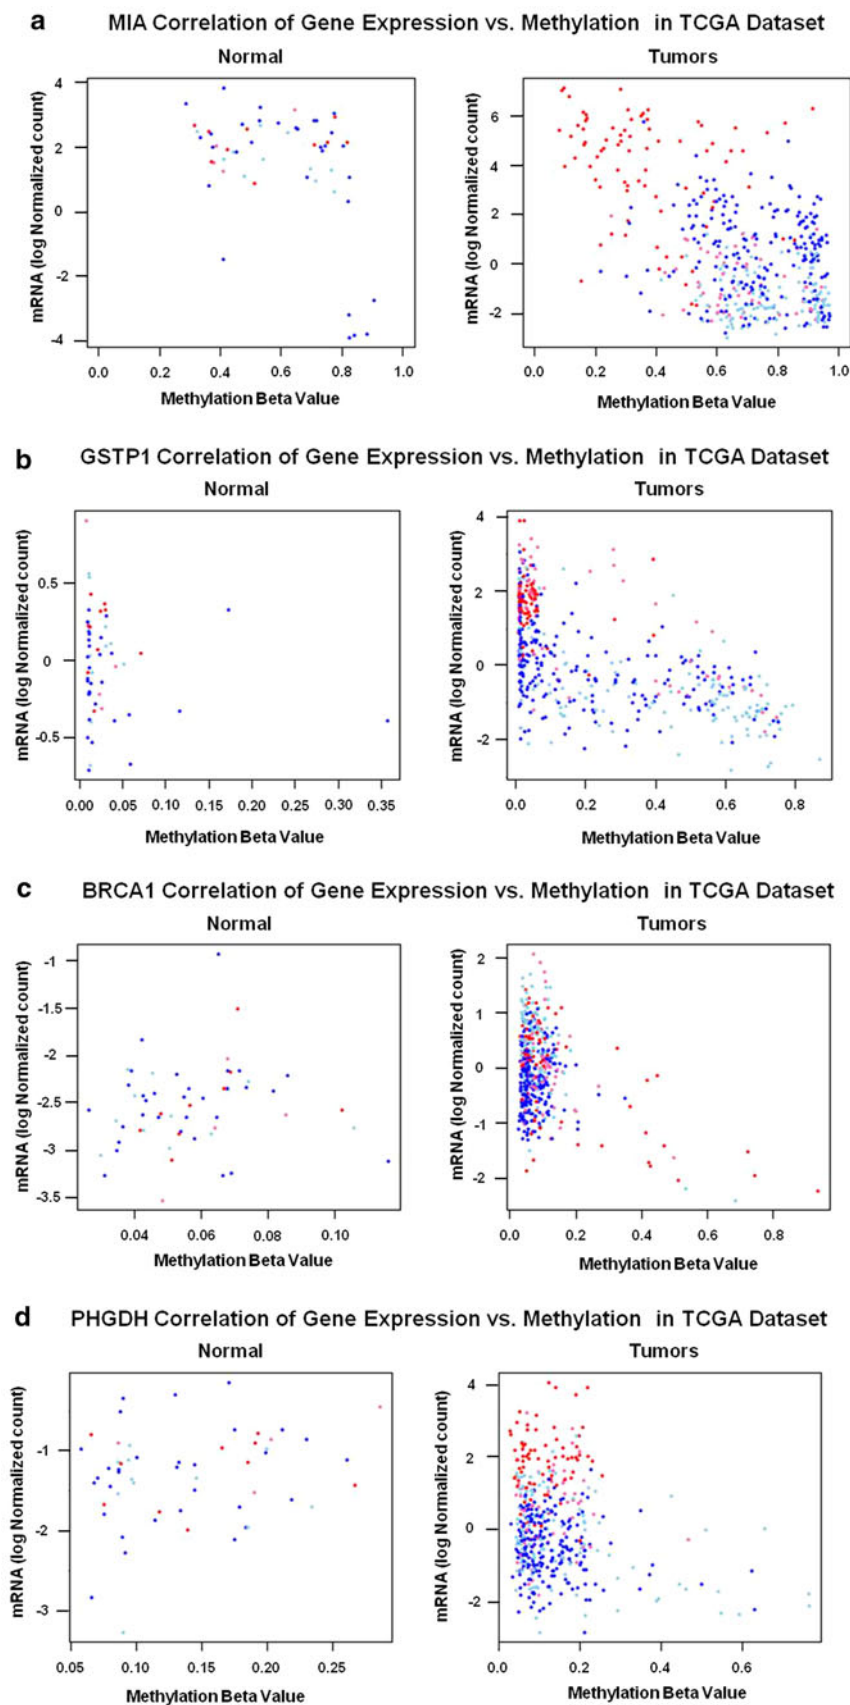 a MIA Correlation of Gene Expression vs. Methylation in TCGA Dataset
Normal
Tumors
mRNA (log Normalized count)
4
2
0
-2
-4
0.0 0.2 0.4 0.6 0.8 1.0
Methylation Beta Value
mRNA (log Normalized count)
6
4
2
0
-2
0.0 0.2 0.4 0.6 0.8 1.0
Methylation Beta Value
b GSTP1 Correlation of Gene Expression vs. Methylation in TCGA Dataset
Normal
Tumors
mRNA (log Normalized count)
0.5
0
-0.5
0.00 0.05 0.10 0.15 0.20 0.25 0.30 0.35
Methylation Beta Value
mRNA (log Normalized count)
4
2
0
-2
0.0 0.2 0.4 0.6 0.8
Methylation Beta Value
c BRCA1 Correlation of Gene Expression vs. Methylation in TCGA Dataset
Normal
Tumors
mRNA (log Normalized count)
-1
-1.5
-2
-2.5
-3
-3.5
0.04 0.06 0.08 0.10
Methylation Beta Value
mRNA (log Normalized count)
2
1
0
-1
-2
0.0 0.2 0.4 0.6 0.8
Methylation Beta Value
d PHGDH Correlation of Gene Expression vs. Methylation in TCGA Dataset
Normal
Tumors
mRNA (log Normalized count)
-1
-2
-3
0.05 0.10 0.15 0.20 0.25
Methylation Beta Value
mRNA (log Normalized count)
4
2
0
-2
0.0 0.2 0.4 0.6
Methylation Beta Value